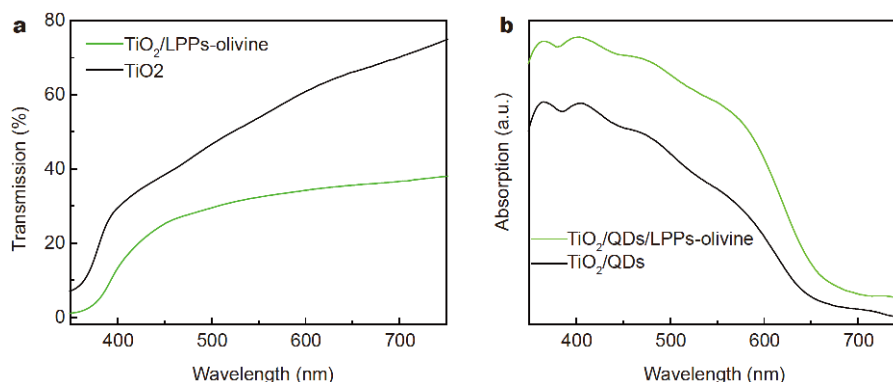 a
80
60
40
20
0
Transmission (%)
TiO₂/LPPs-olivine
TiO2
400
500
600
700
Wavelength (nm)
b
Absorption (a.u.)
TiO₂/QDs/LPPs-olivine
TiO₂/QDs
400
500
600
700
Wavelength (nm)